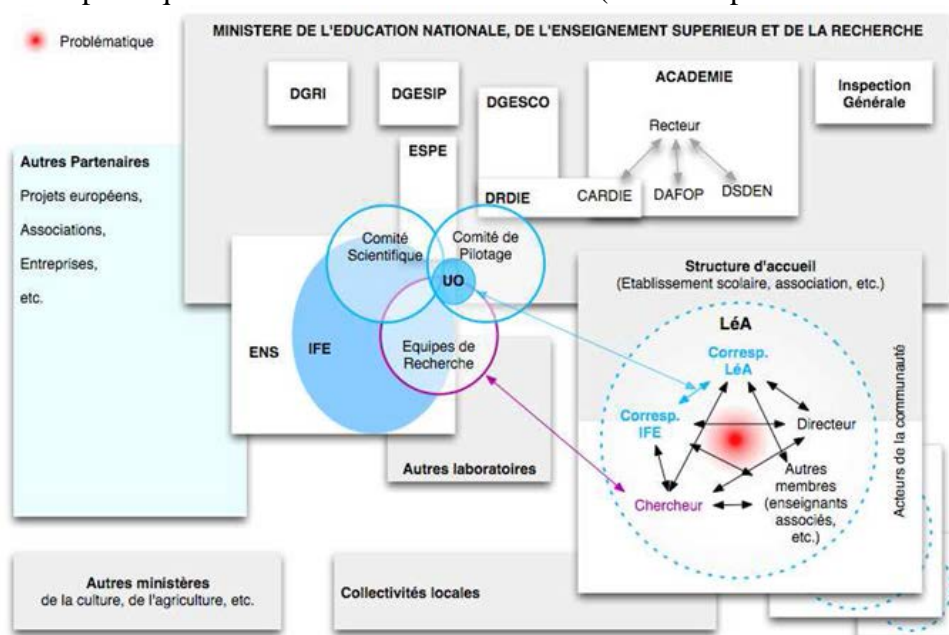 Problématique
MINISTERE DE L'EDUCATION NATIONALE, DE L'ENSEIGNEMENT SUPERIEUR ET DE LA RECHERCHE
DGRI
DGESIP
DGESCO
ACADEMIE
Inspection
Générale
Recteur
ESPE
DRDIE
CARDIE
DAFOP
DSDEN
Autres Partenaires
Projets européens,
Associations,
Entreprises,
etc.
Comité
Scientifique
Comité de
Pilotage
UO
ENS
IFE
Equipes de
Recherche
Autres laboratoires
Structure d'accueil
(Etablissement scolaire, association, etc.)
LéA
Corresp.
LéA
Corresp.
IFE
Directeur
Chercheur
Autres
membres
(enseignants
associés,
etc.)
Acteurs de la communauté
Autres ministères
de la culture, de l'agriculture, etc.
Collectivités locales